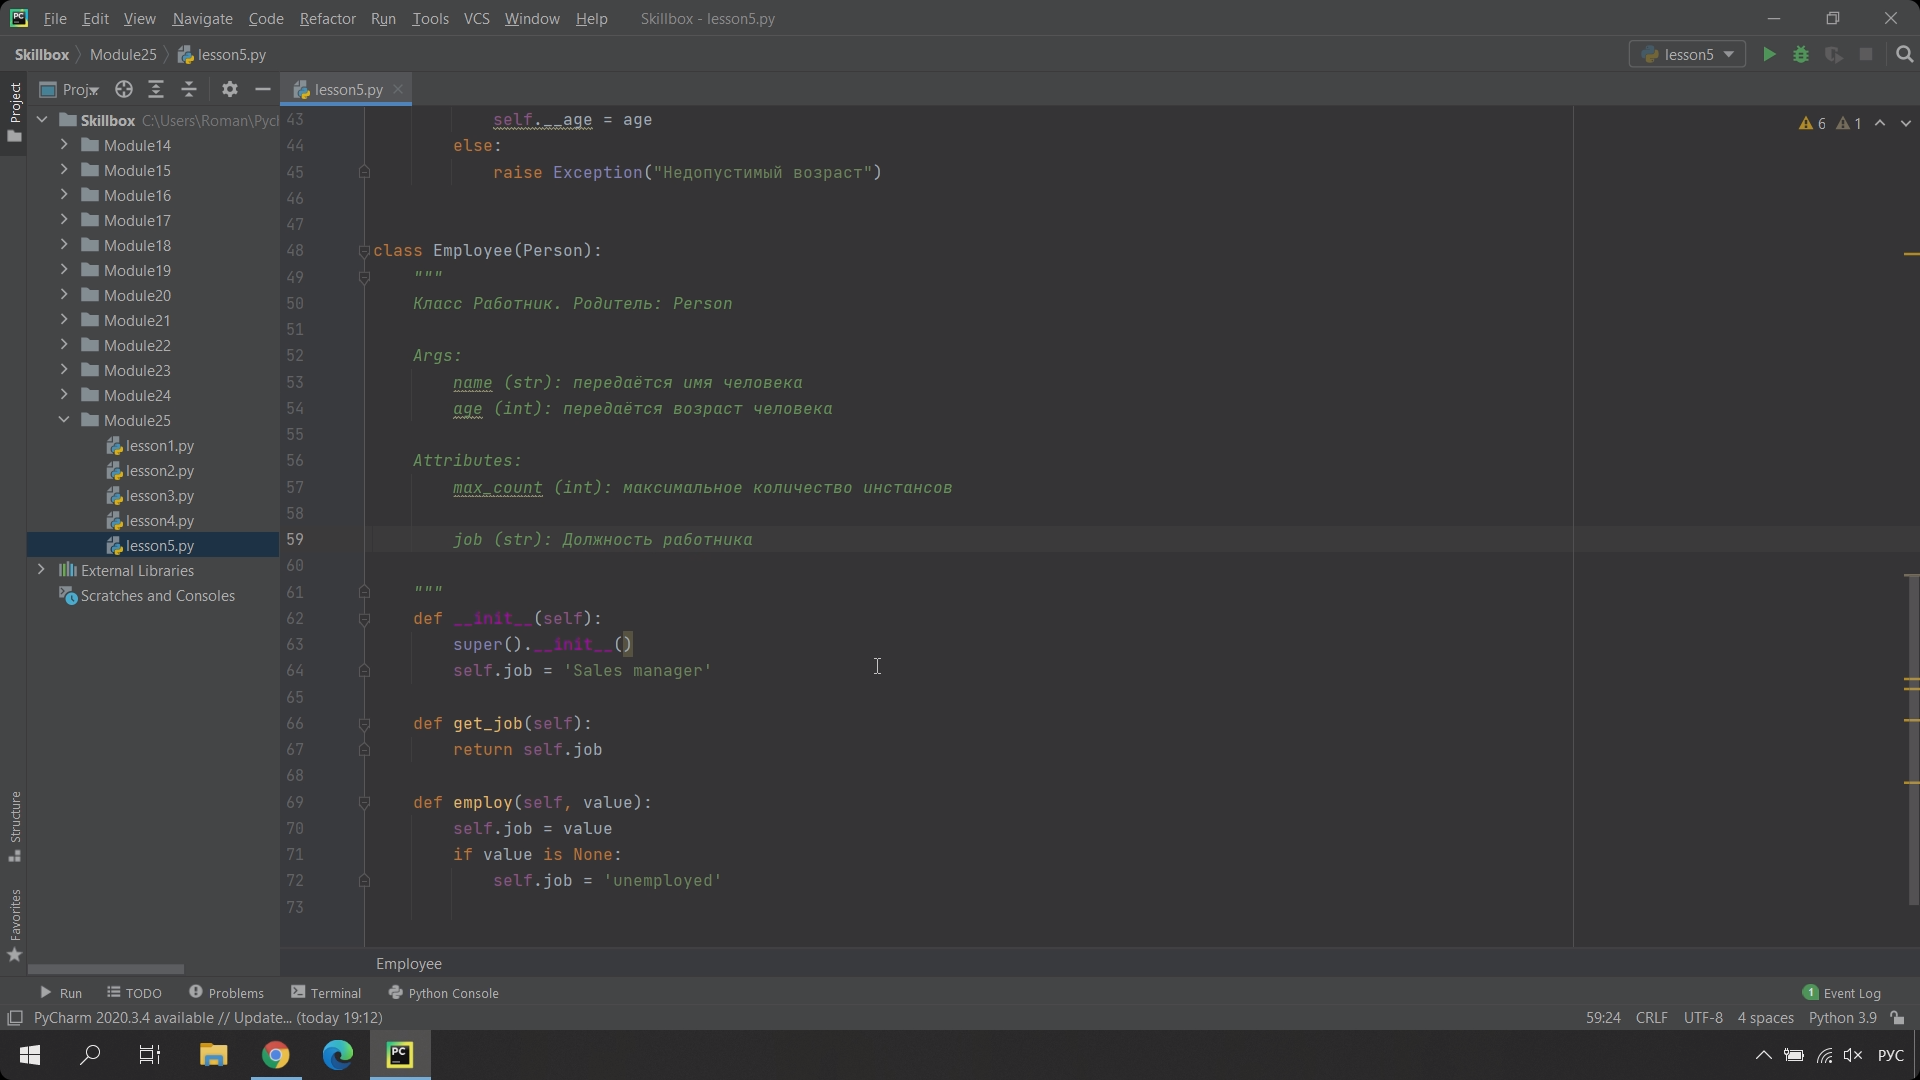 File Edit View Navigate Code Refactor Run Tools VCS Window Help Skillbox - lesson5.py
Skillbox Module25 lesson5.py lesson5
Project
Proj
lesson5.py
Skillbox C:\Users\Roman\Pych
Module14
Module15
Module16
Module17
Module18
Module19
Module20
Module21
Module22
Module23
Module24
Module25
lesson1.py
lesson2.py
lesson3.py
lesson4.py
lesson5.py
External Libraries
Scratches and Consoles
Structure
Favorites
6 1
43 self.__age = age
44 else:
45 raise Exception("Недопустимый возраст")
46
47
48 class Employee(Person):
49 """
50 Класс Работник. Родитель: Person
51
52 Args:
53 name (str): передаётся имя человека
54 age (int): передаётся возраст человека
55
56 Attributes:
57 max_count (int): максимальное количество инстансов
58
59 job (str): Должность работника
60
61 """
62 def __init__(self):
63 super().__init__()
64 self.job = 'Sales manager'
65
66 def get_job(self):
67 return self.job
68
69 def employ(self, value):
70 self.job = value
71 if value is None:
72 self.job = 'unemployed'
73
Employee
Run TODO Problems Terminal Python Console 1 Event Log
PyCharm 2020.3.4 available // Update... (today 19:12) 59:24 CRLF UTF-8 4 spaces Python 3.9
РУС